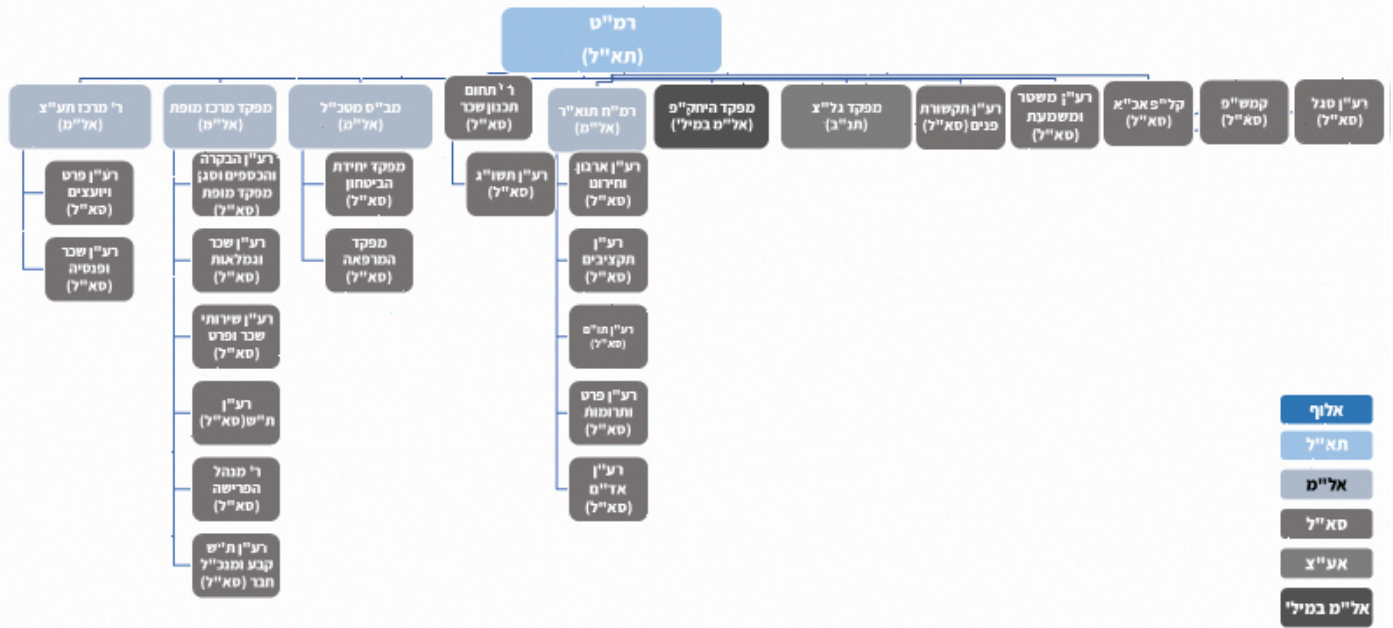 רמ"ט
(תא"ל)
רע"ן סגל
(סא"ל)
קמש"פ
(סא"ל)
קל"פ אכ"א
(סא"ל)
רע"ן משטר
ומשמעת
(סא"ל)
רע"ן תקשורת
פנים (סא"ל)
מפקד גל"צ
(תנ"ב)
מפקד היחק"פ
(אל"מ במיל')
רמ"ח תוא"ר
(אל"מ)
רע"ן ארגון
וחירום
(סא"ל)
רע"ן
תקציבים
(סא"ל)
רע"ן תו"ם
(סא"ל)
רע"ן פרט
ותרומות
(סא"ל)
רע"ן
אד"ם
(סא"ל)
ר' תחום
תכנון שכר
(סא"ל)
רע"ן תשו"ג
(סא"ל)
מב"ס מטכ"ל
(אל"מ)
מפקד יחידת
הביטחון
(סא"ל)
מפקד
המרפאה
(סא"ל)
מפקד מרכז מופת
(אל"מ)
רע"ן הבקרה
והכספים וסגן
מפקד מופת
(סא"ל)
רע"ן שכר
וגמלאות
(סא"ל)
רע"ן שירותי
שכר ופרט
(סא"ל)
רע"ן
ת"ש(סא"ל)
ר' מנהל
הפרישה
(סא"ל)
רע"ן ת"ש
קבע ומנכ"ל
חבר (סא"ל)
ר' מרכז תע"צ
(אל"מ)
רע"ן פרט
ויועצים
(סא"ל)
רע"ן שכר
ופנסיה
(סא"ל)
אלוף
תא"ל
אל"מ
סא"ל
אע"צ
אל"מ במיל'